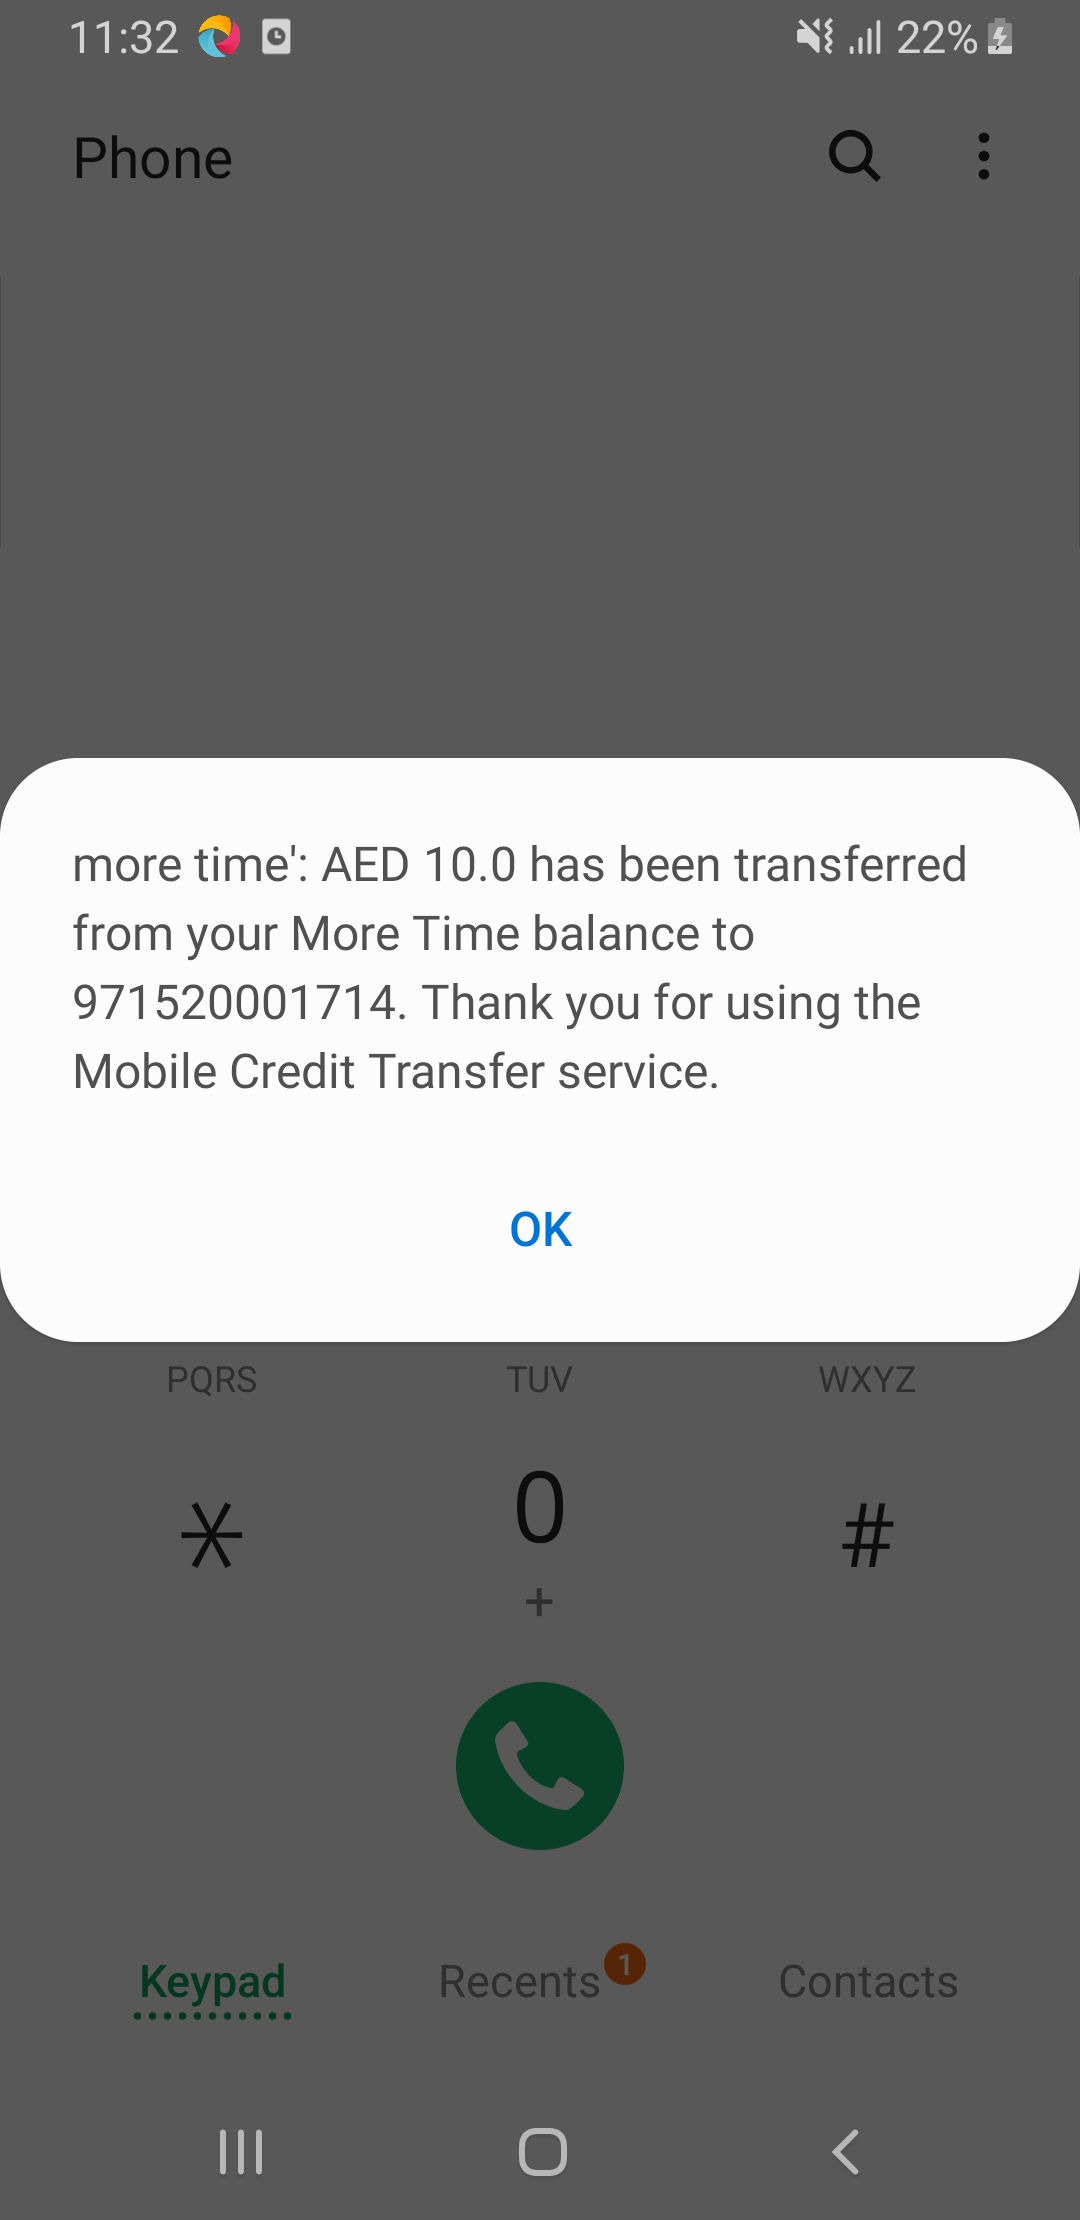 11:32
22%
Phone
more time': AED 10.0 has been transferred
from your More Time balance to
971520001714. Thank you for using the
Mobile Credit Transfer service.
OK
PQRS TUV WXYZ
* 0 #
+
Keypad Recents 1 Contacts